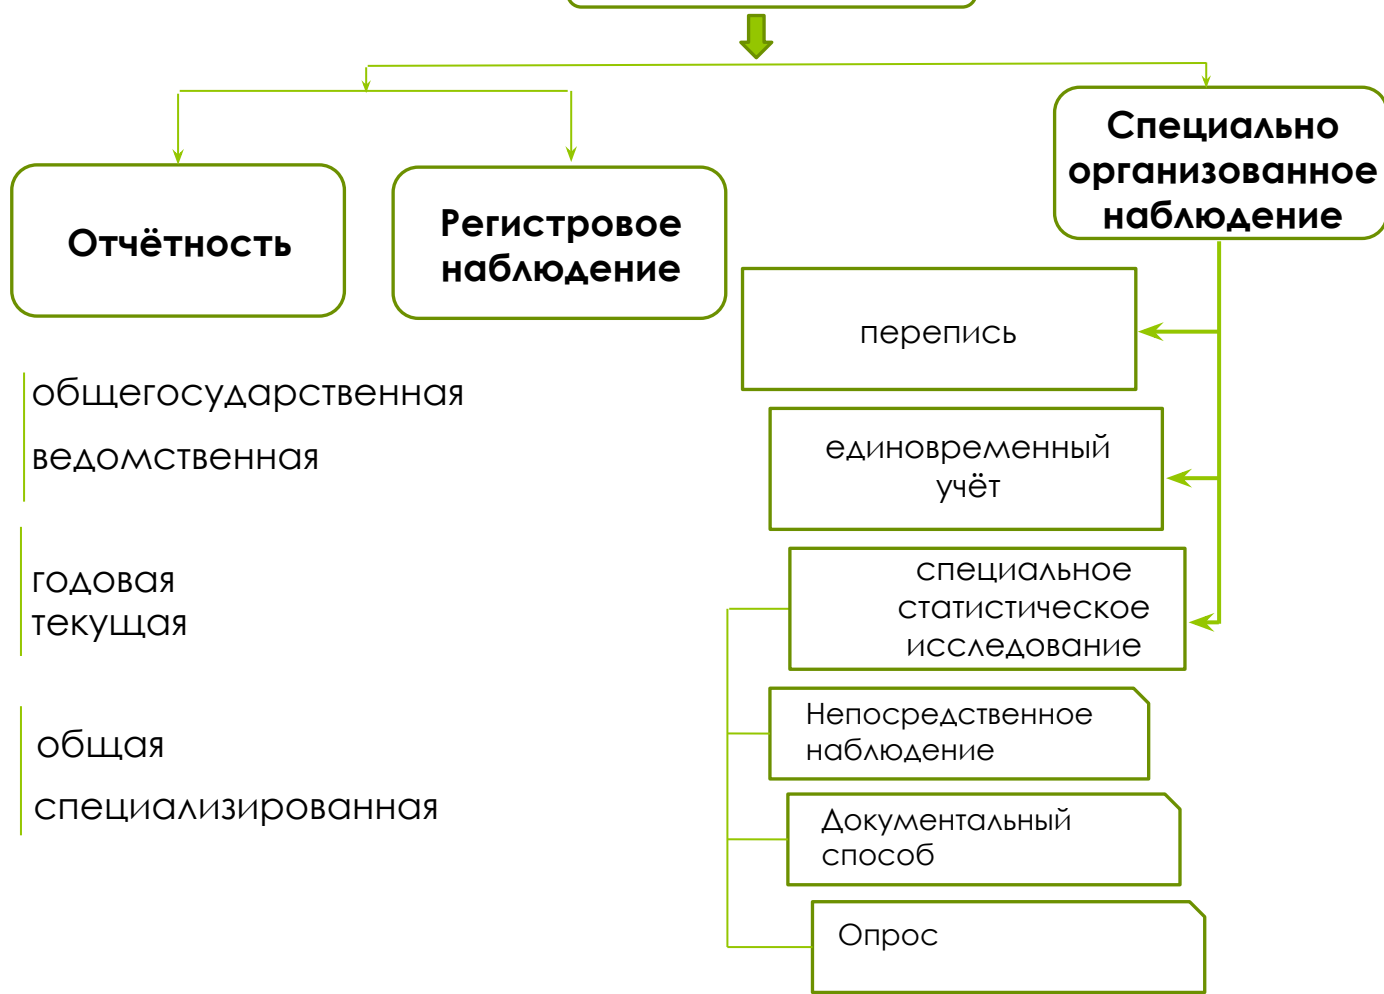 Специально
организованное
наблюдение
Отчётность
Регистровое
наблюдение
перепись
общегосударственная
ведомственная
единовременный
учёт
годовая
текущая
специальное
статистическое
исследование
общая
специализированная
Непосредственное
наблюдение
Документальный
способ
Опрос